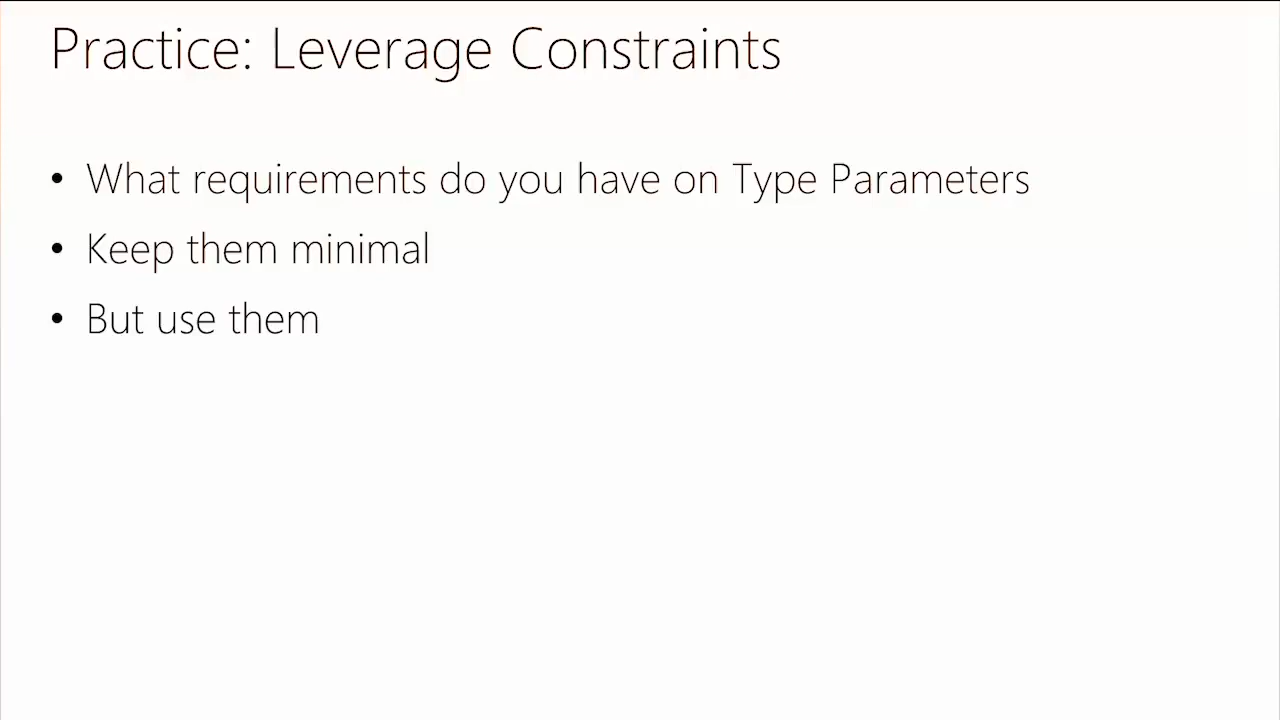 Practice: Leverage Constraints
• What requirements do you have on Type Parameters
• Keep them minimal
• But use them